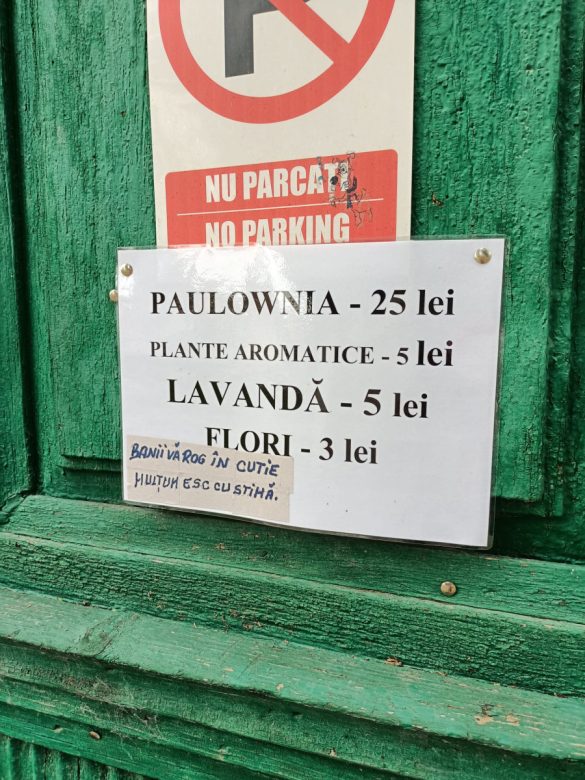 NU PARCAȚI
NO PARKING
PAULOWNIA - 25 lei
PLANTE AROMATICE - 5 lei
LAVANDĂ - 5 lei
FLORI - 3 lei
BANII VĂ ROG ÎN CUTIE
MULȚUMESC CU STIMĂ.